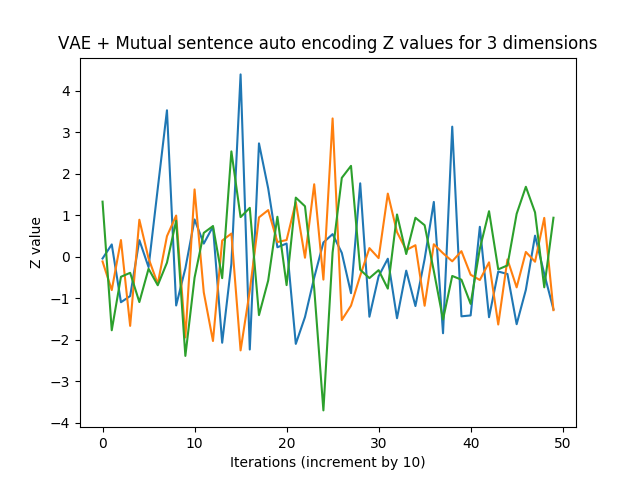 VAE + Mutual sentence auto encoding Z values for 3 dimensions
4
3
2
1
0
−1
−2
−3
−4
Z value
0 10 20 30 40 50
Iterations (increment by 10)